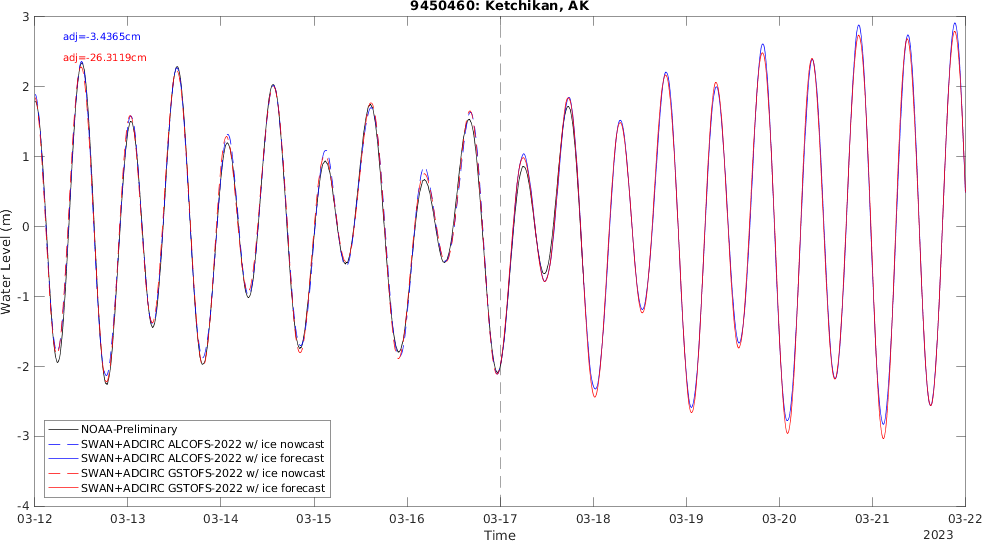 9450460: Ketchikan, AK
adj=-3.4365cm
adj=-26.3119cm
3
2
1
0
-1
-2
-3
-4
Water Level (m)
NOAA-Preliminary
SWAN+ADCIRC ALCOFS-2022 w/ ice nowcast
SWAN+ADCIRC ALCOFS-2022 w/ ice forecast
SWAN+ADCIRC GSTOFS-2022 w/ ice nowcast
SWAN+ADCIRC GSTOFS-2022 w/ ice forecast
03-12 03-13 03-14 03-15 03-16 03-17 03-18 03-19 03-20 03-21 03-22
Time
2023